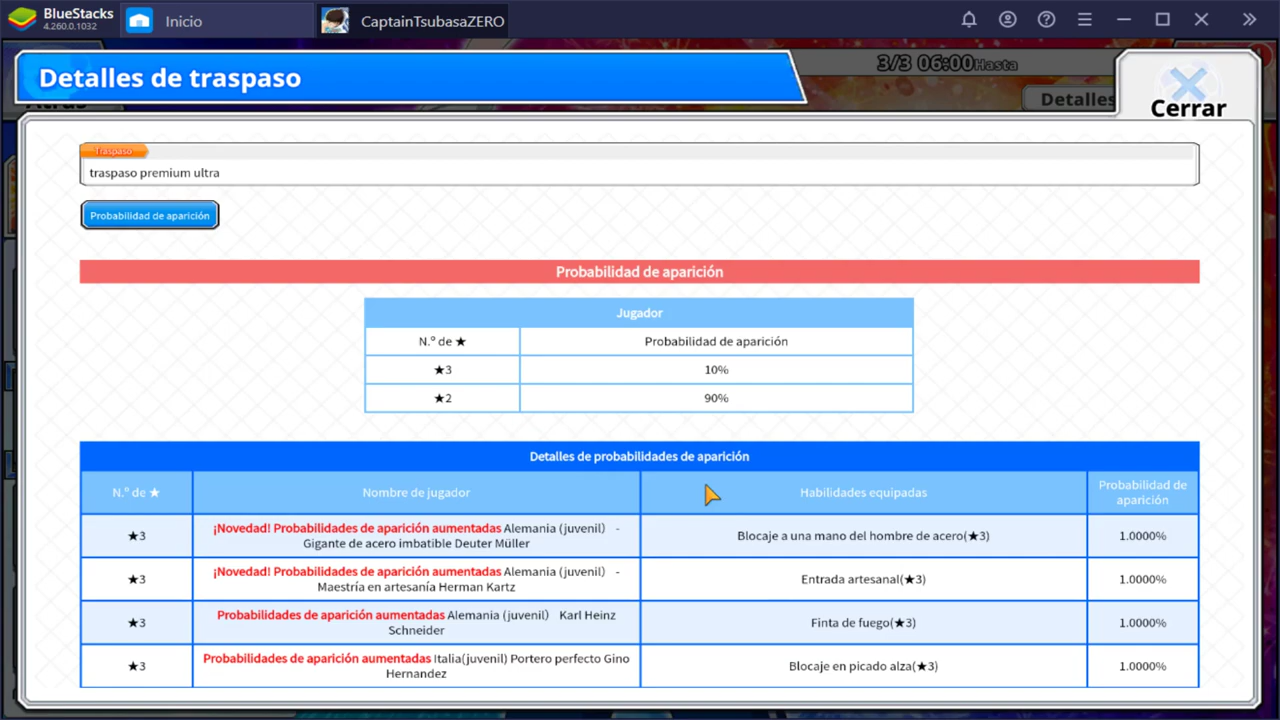 BlueStacks
4.260.0.1032
Inicio
CaptainTsubasaZERO
Detalles de traspaso
3/3 06:00Hasta
Atrás
Detalles
Cerrar
Traspaso
traspaso premium ultra
Probabilidad de aparición
Probabilidad de aparición
Jugador
N.º de ★ Probabilidad de aparición
★3 10%
★2 90%
Detalles de probabilidades de aparición
N.º de ★ Nombre de jugador Habilidades equipadas Probabilidad de
aparición
★3 ¡Novedad! Probabilidades de aparición aumentadas Alemania (juvenil) -
Gigante de acero imbatible Deuter Müller Blocaje a una mano del hombre de acero(★3) 1.0000%
★3 ¡Novedad! Probabilidades de aparición aumentadas Alemania (juvenil) -
Maestría en artesanía Herman Kartz Entrada artesanal(★3) 1.0000%
★3 Probabilidades de aparición aumentadas Alemania (juvenil) Karl Heinz
Schneider Finta de fuego(★3) 1.0000%
★3 Probabilidades de aparición aumentadas Italia(juvenil) Portero perfecto Gino
Hernandez Blocaje en picado alza(★3) 1.0000%